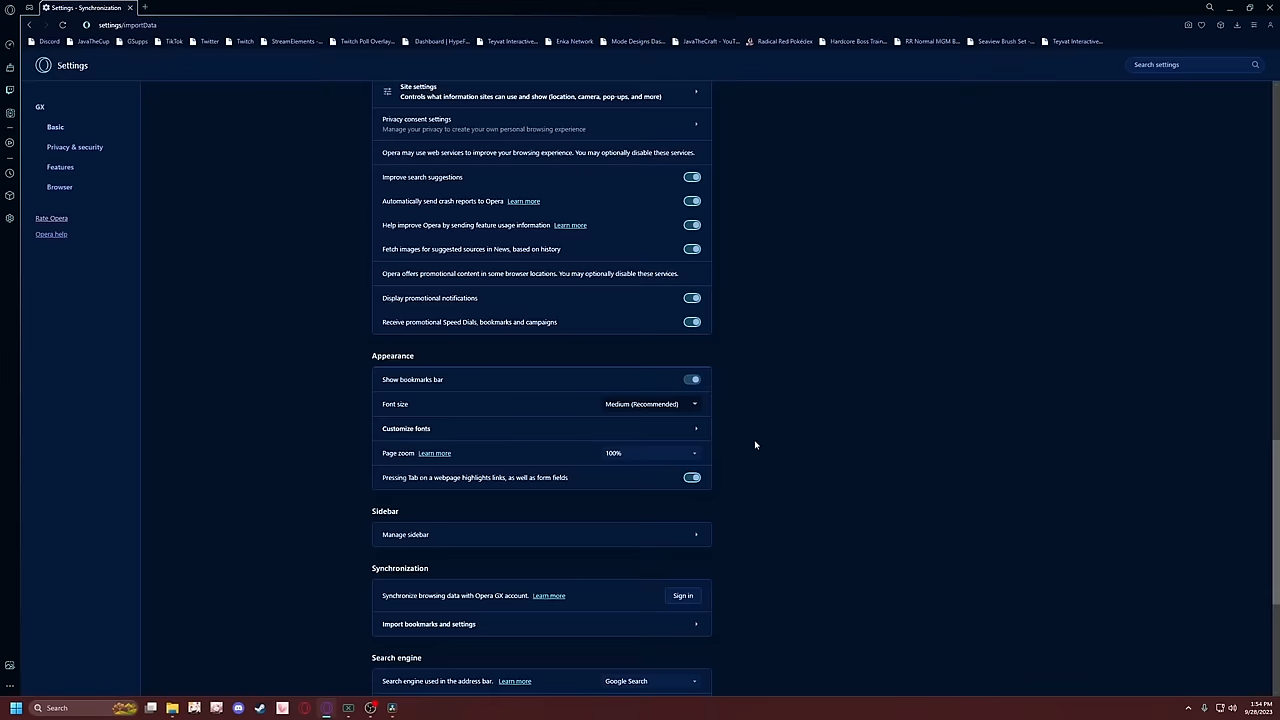 Settings - Synchronization
settings/importData
Discord
JavaTheCup
GSupps
TikTok
Twitter
Twitch
StreamElements -...
Twitch Poll Overlay...
Dashboard | HypeF...
Teyvat Interactive...
Enka Network
Mode Designs Das...
JavaTheCraft - YouT...
Radical Red Pokédex
Hardcore Boss Train...
RR Normal MGM B...
Seaview Brush Set -...
Teyvat Interactive...
Settings
Search settings
GX
Basic
Privacy & security
Features
Browser
Rate Opera
Opera help
Site settings
Controls what information sites can use and show (location, camera, pop-ups, and more)
Privacy consent settings
Manage your privacy to create your own personal browsing experience
Opera may use web services to improve your browsing experience. You may optionally disable these services.
Improve search suggestions
Automatically send crash reports to Opera Learn more
Help improve Opera by sending feature usage information Learn more
Fetch images for suggested sources in News, based on history
Opera offers promotional content in some browser locations. You may optionally disable these services.
Display promotional notifications
Receive promotional Speed Dials, bookmarks and campaigns
Appearance
Show bookmarks bar
Font size Medium (Recommended)
Customize fonts
Page zoom Learn more 100%
Pressing Tab on a webpage highlights links, as well as form fields
Sidebar
Manage sidebar
Synchronization
Synchronize browsing data with Opera GX account. Learn more Sign in
Import bookmarks and settings
Search engine
Search engine used in the address bar. Learn more Google Search
Search
1:54 PM
9/28/2023